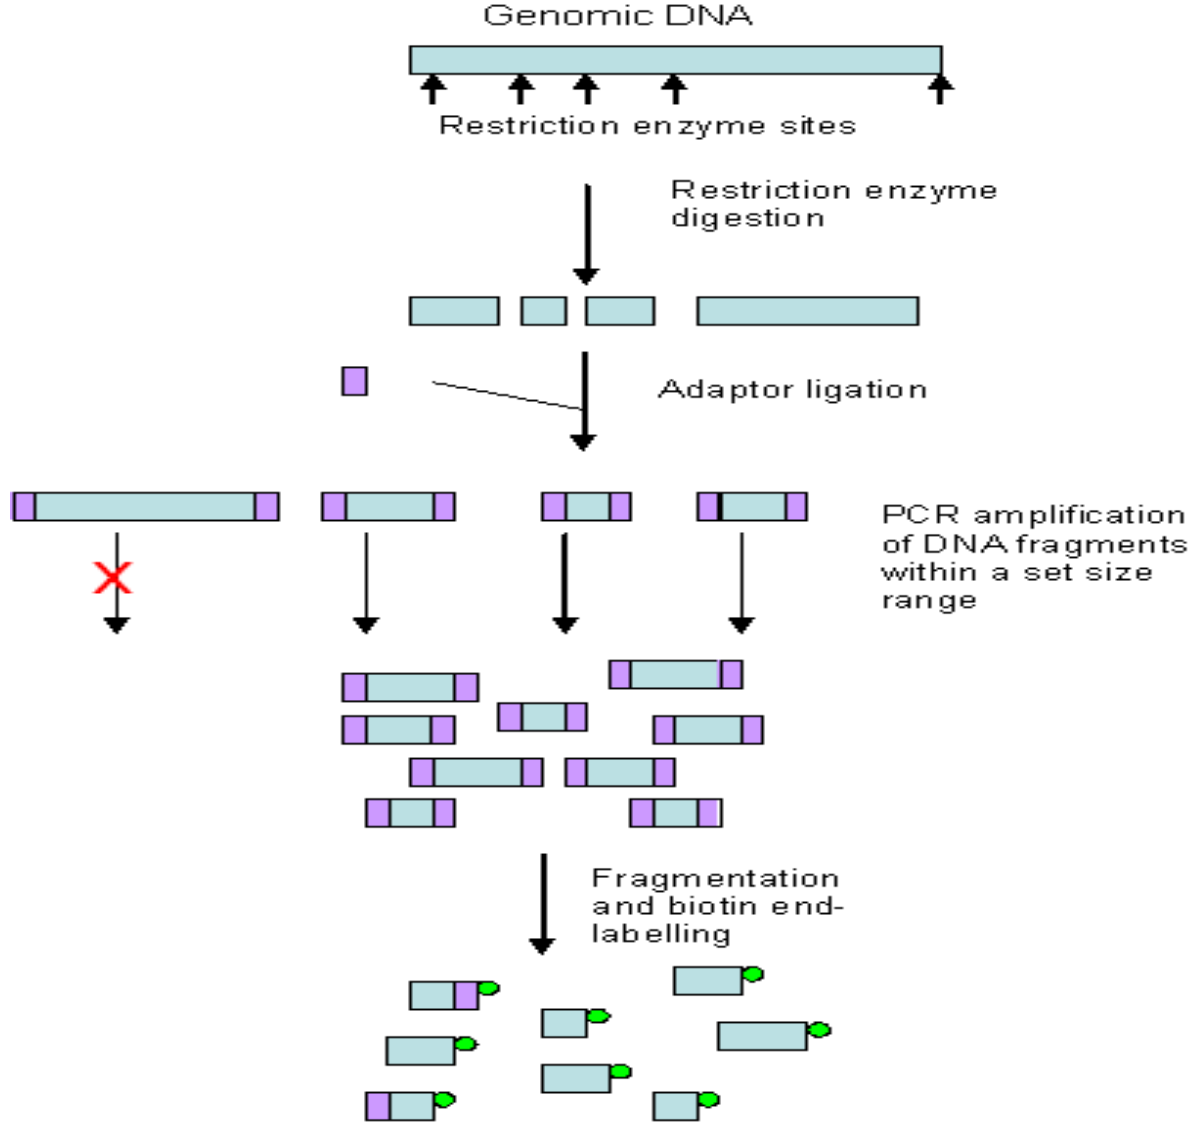 Genomic DNA
Restriction enzyme sites
Restriction enzyme
digestion
Adaptor ligation
PCR amplification
of DNA fragments
within a set size
range
Fragmentation
and biotin end-
labelling